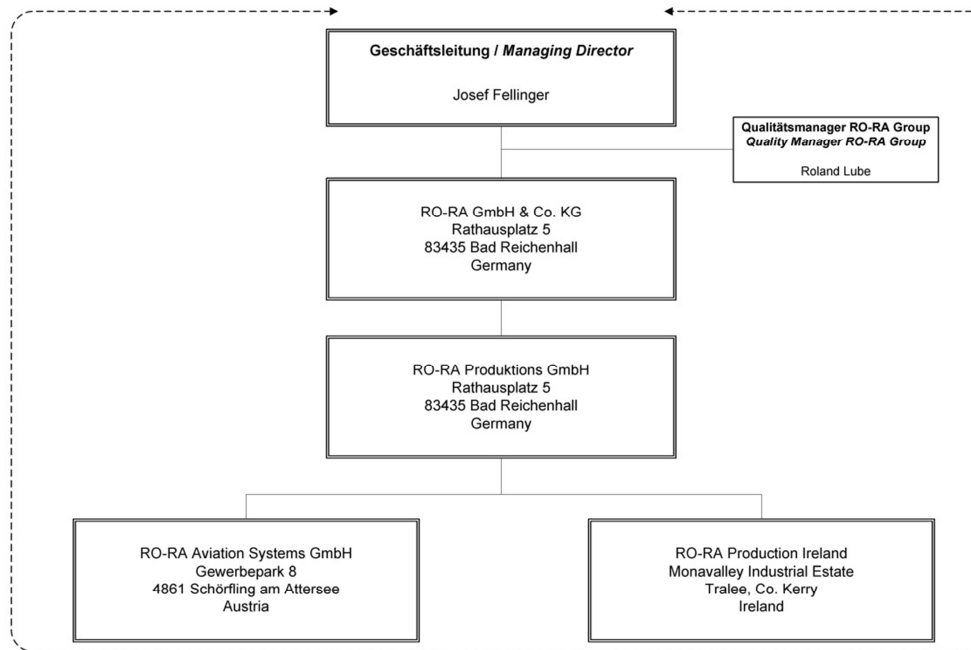 Geschäftsleitung / Managing Director
Josef Fellinger
Qualitätsmanager RO-RA Group
Quality Manager RO-RA Group
Roland Lube
RO-RA GmbH & Co. KG
Rathausplatz 5
83435 Bad Reichenhall
Germany
RO-RA Produktions GmbH
Rathausplatz 5
83435 Bad Reichenhall
Germany
RO-RA Aviation Systems GmbH
Gewerbepark 8
4861 Schörfling am Attersee
Austria
RO-RA Production Ireland
Monavalley Industrial Estate
Tralee, Co. Kerry
Ireland